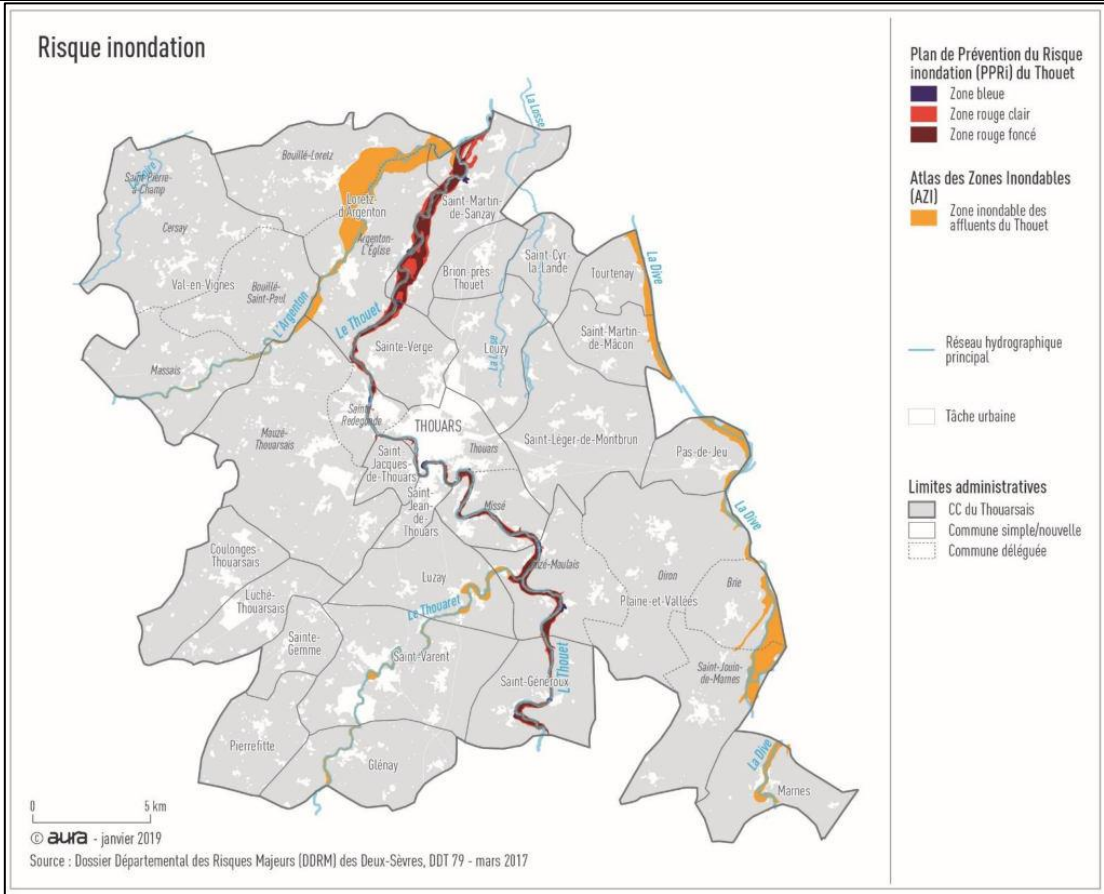 Risque inondation
Plan de Prévention du Risque
inondation (PPRi) du Thouet
Zone bleue
Zone rouge clair
Zone rouge foncé
Atlas des Zones Inondables
(AZI)
Zone inondable des
affluents du Thouet
Réseau hydrographique
principal
Tâche urbaine
Limites administratives
CC du Thouarsais
Commune simple/nouvelle
Commune déléguée
La Losse
Bouillé-Loretz
Saint-Pierre-
à-Champ
Cersay
Loretz-
d'Argenton
Saint-Martin-
de-Sanzay
Argenton-
L'Église
Saint-Cyr-
la-Lande
La Dive
Brion-près-
Thouet
Tourtenay
Val-en-Vignes
Bouillé-
Saint-Paul
L'Argenton
Le Thouet
Saint-Martin-
de-Mâcon
Sainte-Verge
Louzy
La Losse
Massais
Sainte-
Radegonde
THOUARS
Mauzé-
Thouarsais
Thouars
Saint-Léger-de-Montbrun
Pas-de-Jeu
Saint-
Jacques-
de-Thouars
Saint-
Jean-
de-
Thouars
Missé
La Dive
Coulonges-
Thouarsais
Luzay
Oiron
Brie
Luché-
Thouarsais
Le Thouaret
Plaine-et-Vallées
Sainte-
Gemme
Saint-Varent
Le Thouet
Saint-Jouin-
de-Marnes
Saint-Généroux
Pierrefitte
Glénay
La Dive
Marnes
0 5 km
© aura - janvier 2019
Source : Dossier Départemental des Risques Majeurs (DDRM) des Deux-Sèvres, DDT 79 - mars 2017